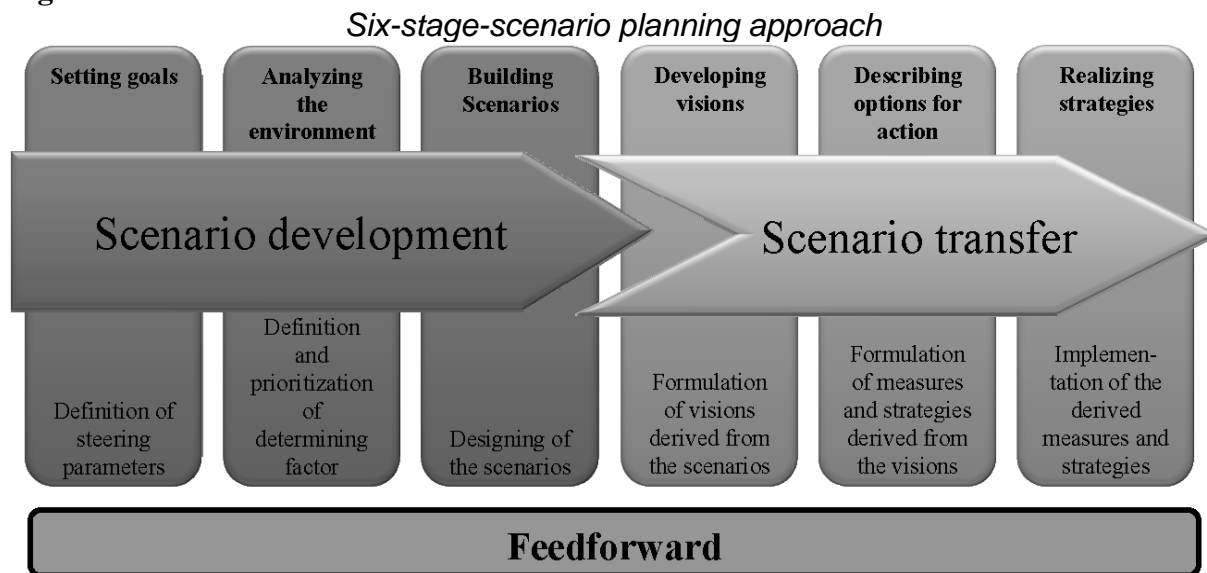 Six-stage-scenario planning approach
Setting goals
Analyzing
the
environment
Building
Scenarios
Developing
visions
Describing
options for
action
Realizing
strategies
Scenario development
Scenario transfer
Definition of
steering
parameters
Definition
and
prioritization
of
determining
factor
Designing of
the scenarios
Formulation
of visions
derived from
the scenarios
Formulation
of measures
and strategies
derived from
the visions
Implemen-
tation of the
derived
measures and
strategies
Feedforward